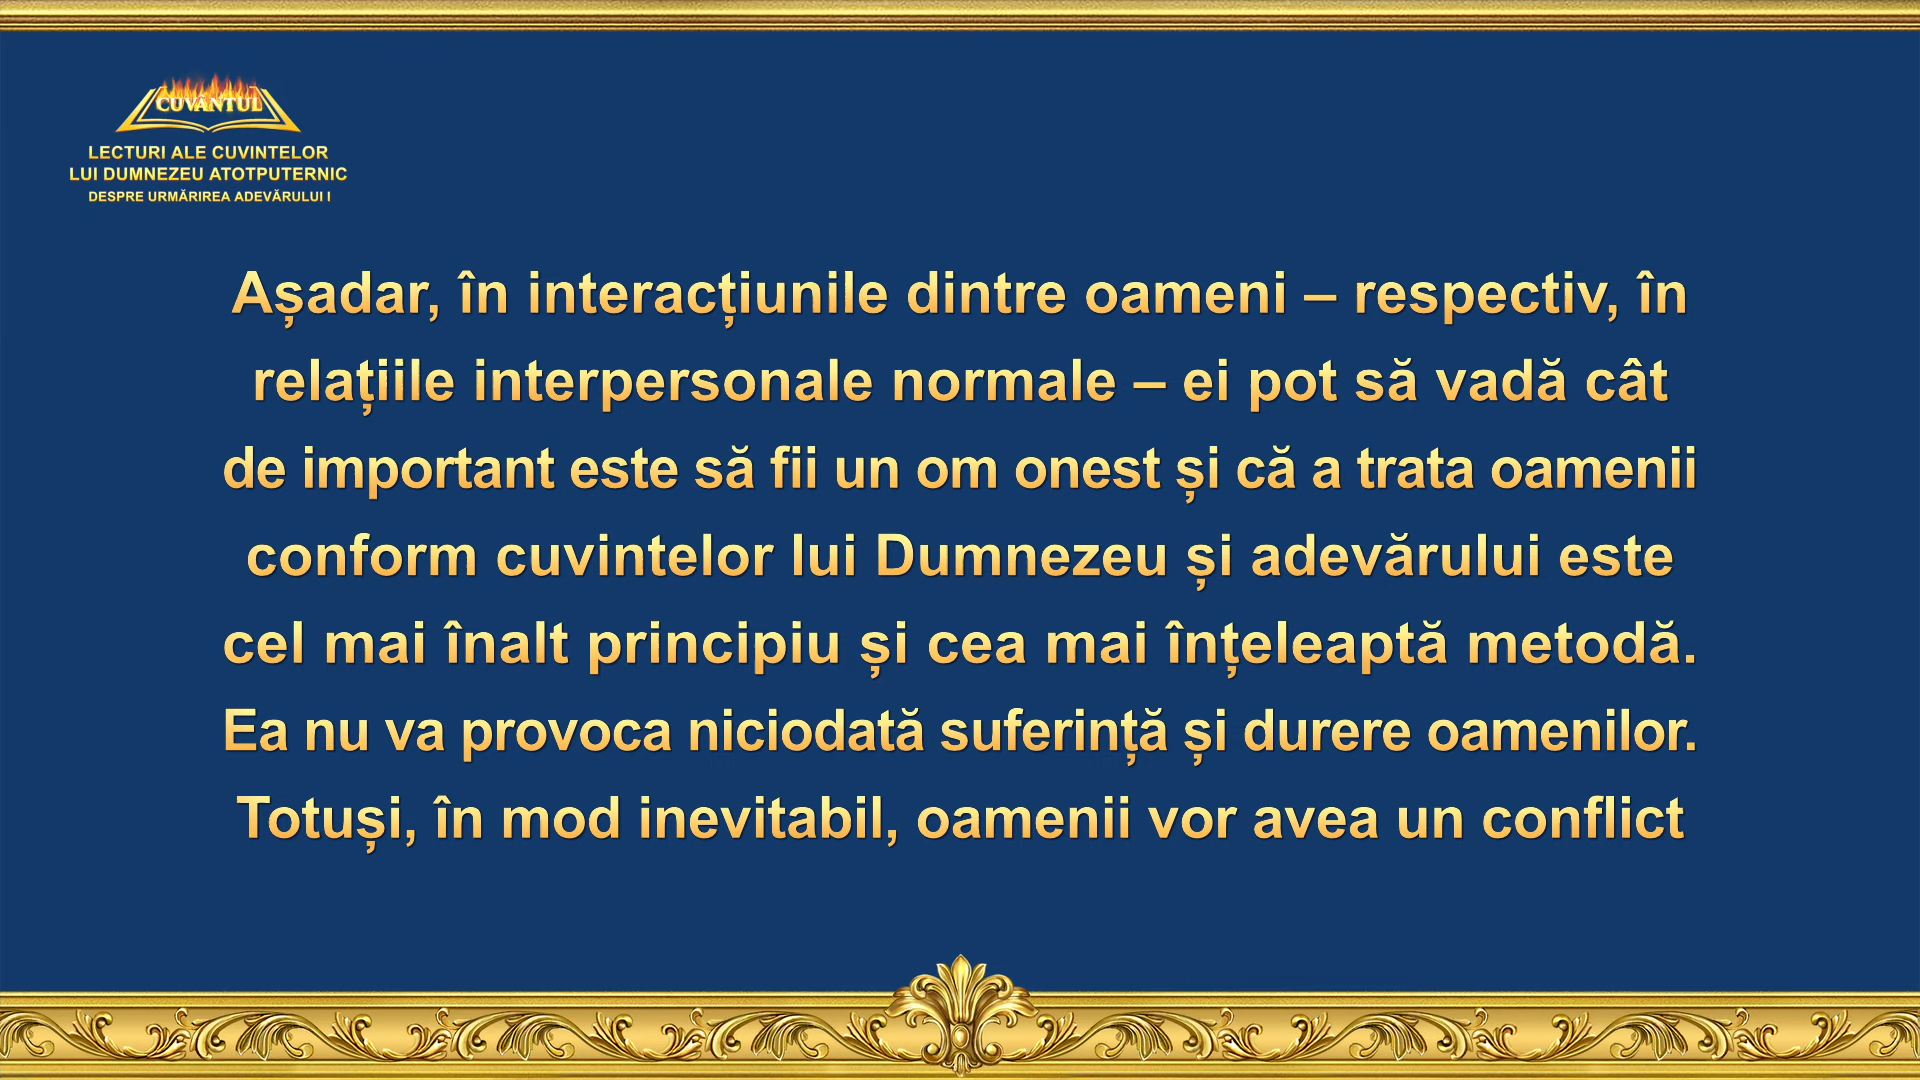 CUVÂNTUL
LECTURI ALE CUVINTELOR
LUI DUMNEZEU ATOTPUTERNIC
DESPRE URMĂRIREA ADEVĂRULUI I
Așadar, în interacțiunile dintre oameni – respectiv, în
relațiile interpersonale normale – ei pot să vadă cât
de important este să fii un om onest și că a trata oamenii
conform cuvintelor lui Dumnezeu și adevărului este
cel mai înalt principiu și cea mai înțeleaptă metodă.
Ea nu va provoca niciodată suferință și durere oamenilor.
Totuși, în mod inevitabil, oamenii vor avea un conflict